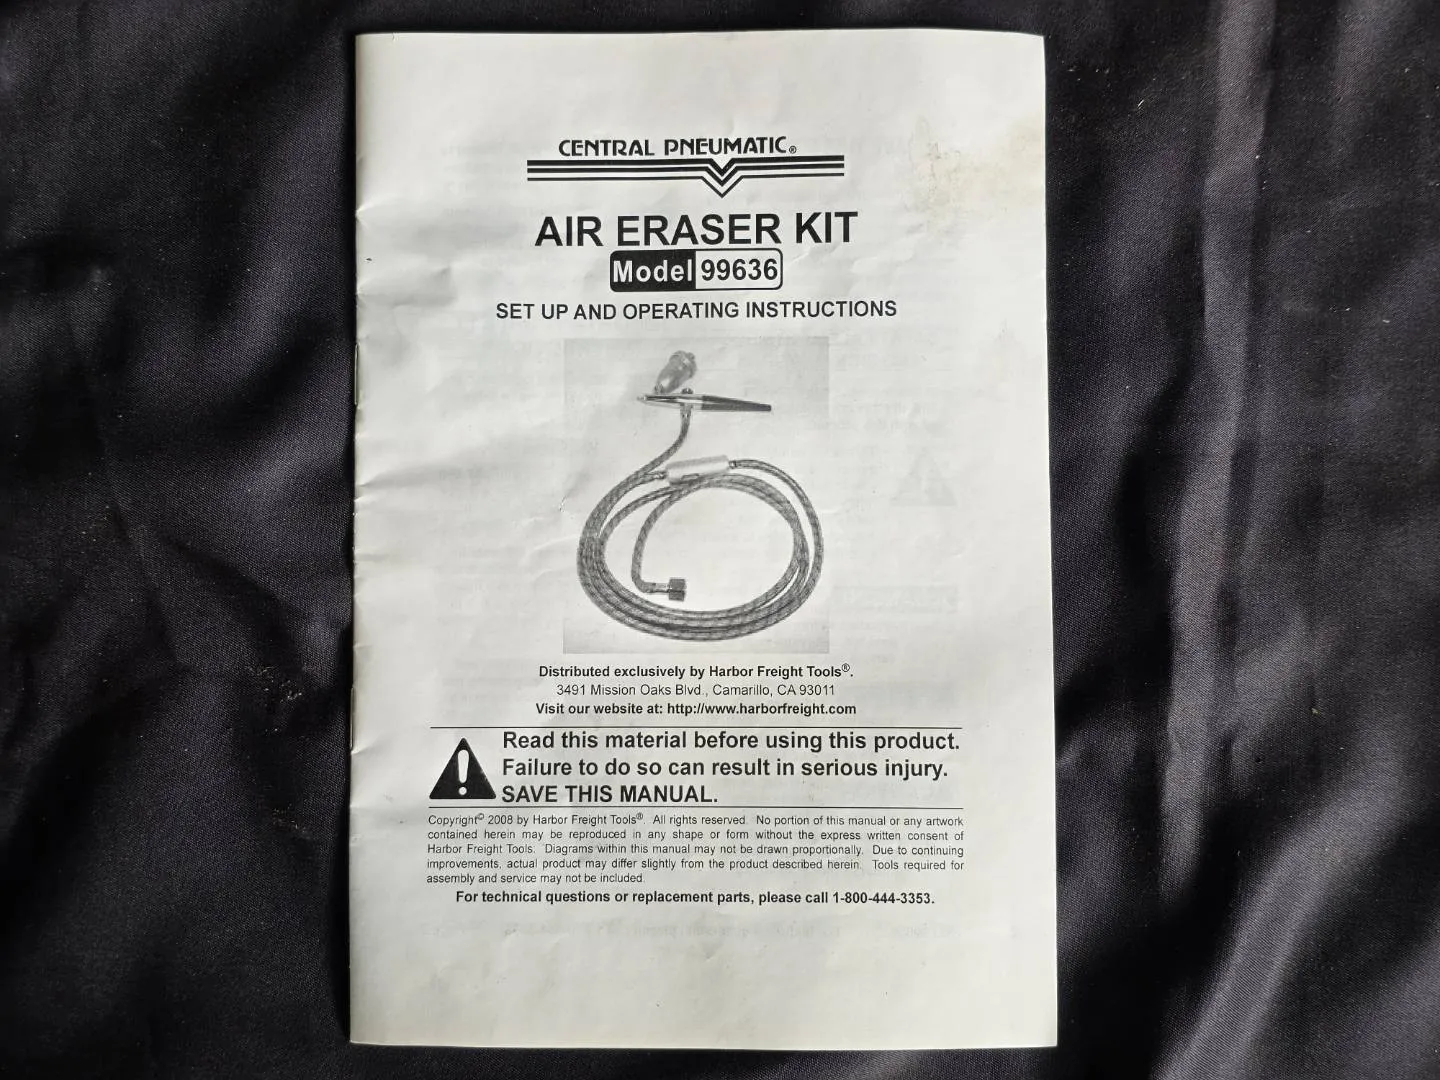 CENTRAL PNEUMATIC®
AIR ERASER KIT
Model 99636
SET UP AND OPERATING INSTRUCTIONS
Distributed exclusively by Harbor Freight Tools®.
3491 Mission Oaks Blvd., Camarillo, CA 93011
Visit our website at: http://www.harborfreight.com
Read this material before using this product.
Failure to do so can result in serious injury.
SAVE THIS MANUAL.
Copyright© 2008 by Harbor Freight Tools®. All rights reserved. No portion of this manual or any artwork
contained herein may be reproduced in any shape or form without the express written consent of
Harbor Freight Tools. Diagrams within this manual may not be drawn proportionally. Due to continuing
improvements, actual product may differ slightly from the product described herein. Tools required for
assembly and service may not be included.
For technical questions or replacement parts, please call 1-800-444-3353.